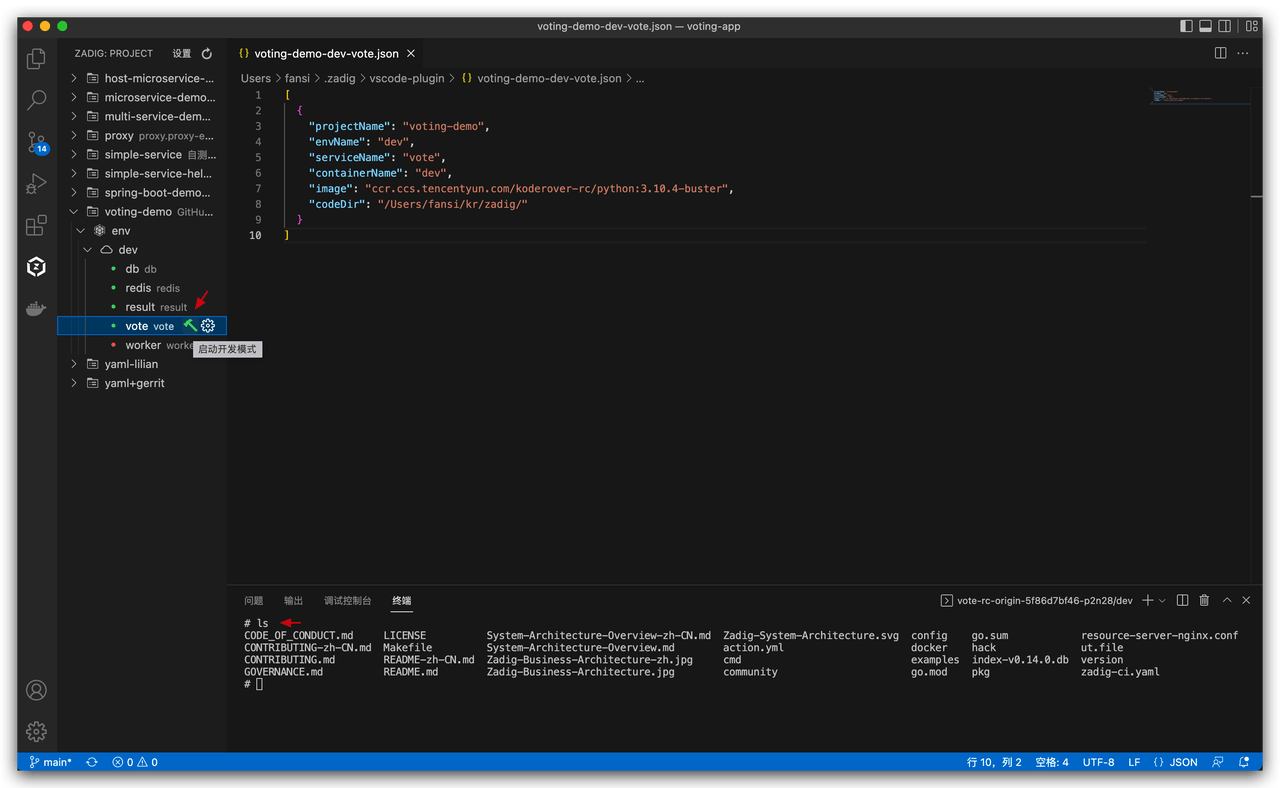 voting-demo-dev-vote.json — voting-app
ZADIG: PROJECT 设置
host-microservice-...
microservice-demo...
multi-service-dem...
proxy proxy.proxy-e...
simple-service 自测...
simple-service-hel...
spring-boot-demo...
voting-demo GitHu...
env
dev
db db
redis redis
result result
vote vote
worker worke
启动开发模式
yaml-lilian
yaml+gerrit
14
{} voting-demo-dev-vote.json
Users > fansi > .zadig > vscode-plugin > {} voting-demo-dev-vote.json > ...
1 [
2 {
3 "projectName": "voting-demo",
4 "envName": "dev",
5 "serviceName": "vote",
6 "containerName": "dev",
7 "image": "ccr.ccs.tencentyun.com/koderover-rc/python:3.10.4-buster",
8 "codeDir": "/Users/fansi/kr/zadig/"
9 }
10 ]
问题 输出 调试控制台 终端 vote-rc-origin-5f86d7bf46-p2n28/dev
# ls
CODE_OF_CONDUCT.md LICENSE System-Architecture-Overview-zh-CN.md Zadig-System-Architecture.svg config go.sum resource-server-nginx.conf
CONTRIBUTING-zh-CN.md Makefile System-Architecture-Overview.md action.yml docker hack ut.file
CONTRIBUTING.md README-zh-CN.md Zadig-Business-Architecture-zh.jpg cmd examples index-v0.14.0.db version
GOVERNANCE.md README.md Zadig-Business-Architecture.jpg community go.mod pkg zadig-ci.yaml
#
main* 0 0 行 10，列 2 空格: 4 UTF-8 LF {} JSON